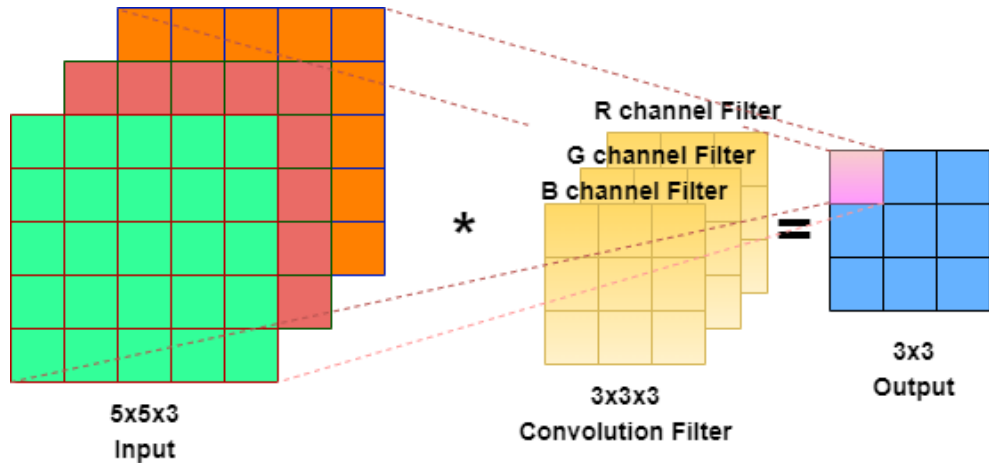 R channel Filter
G channel Filter
B channel Filter
*
=
5x5x3
Input
3x3x3
Convolution Filter
3x3
Output